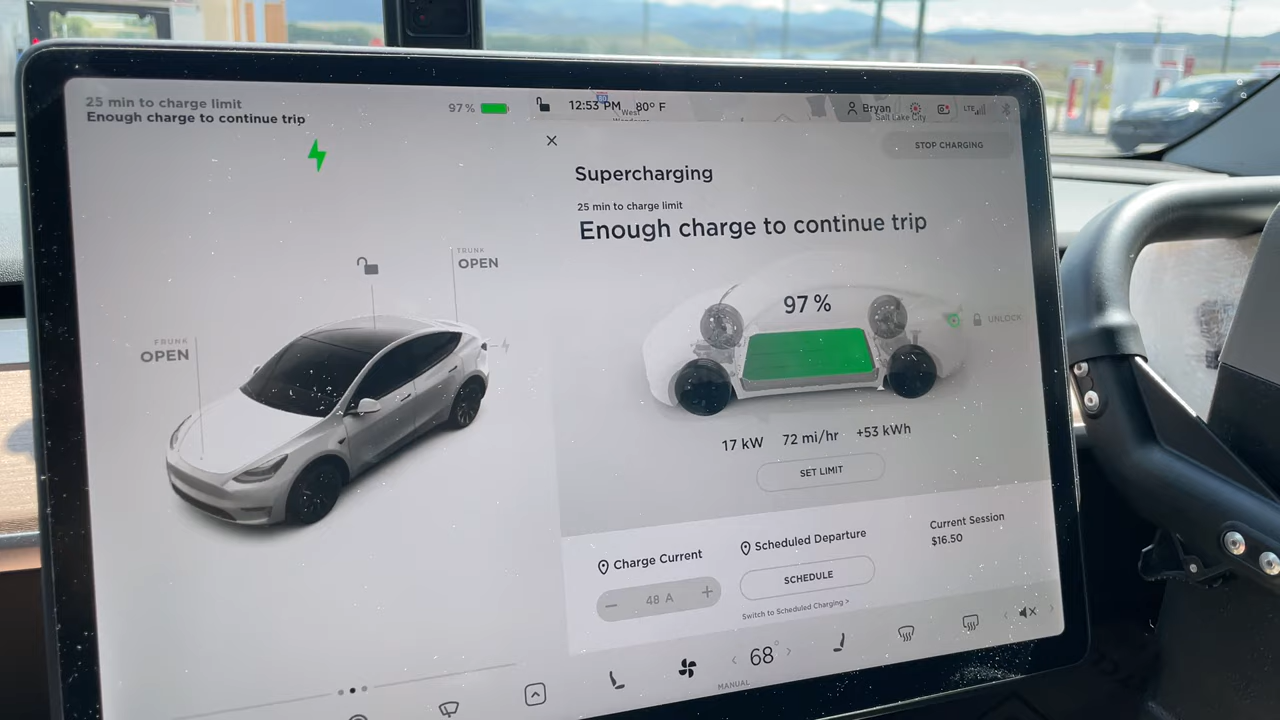 25 min to charge limit
Enough charge to continue trip
97 %
12:53 PM
80° F
West
Bryan
Salt Lake City
LTE
STOP CHARGING
Supercharging
25 min to charge limit
Enough charge to continue trip
TRUNK
OPEN
FRUNK
OPEN
97 %
UNLOCK
17 kW 72 mi/hr +53 kWh
SET LIMIT
Charge Current
− 48 A +
Scheduled Departure
SCHEDULE
Switch to Scheduled Charging >
Current Session
$16.50
< 68° >
MANUAL